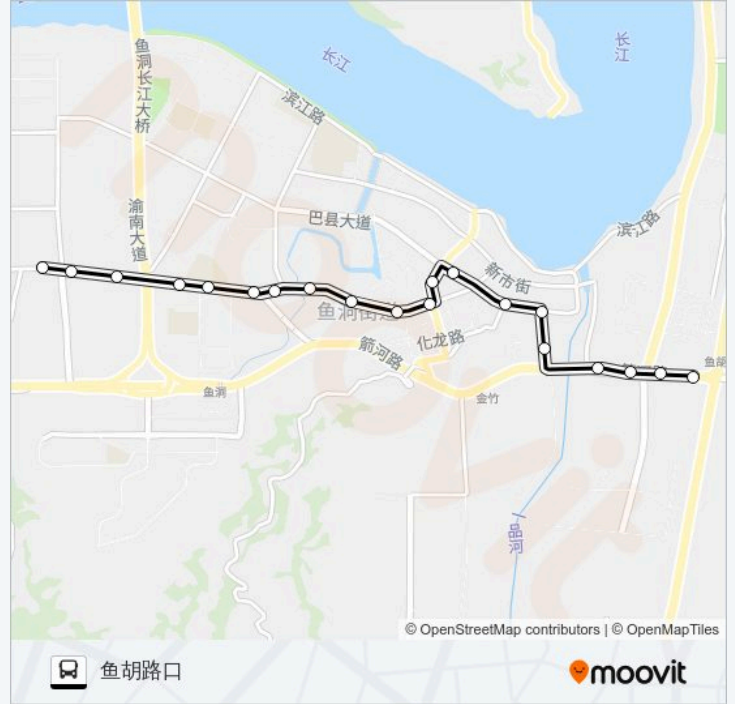 长江
长江
鱼洞长江大桥
滨江路
渝南大道
巴县大道
滨江路
新市街
鱼洞街道
化龙路
箭河路
鱼胡
鱼洞
金竹
一品河
© OpenStreetMap contributors | © OpenMapTiles
鱼胡路口
moovit